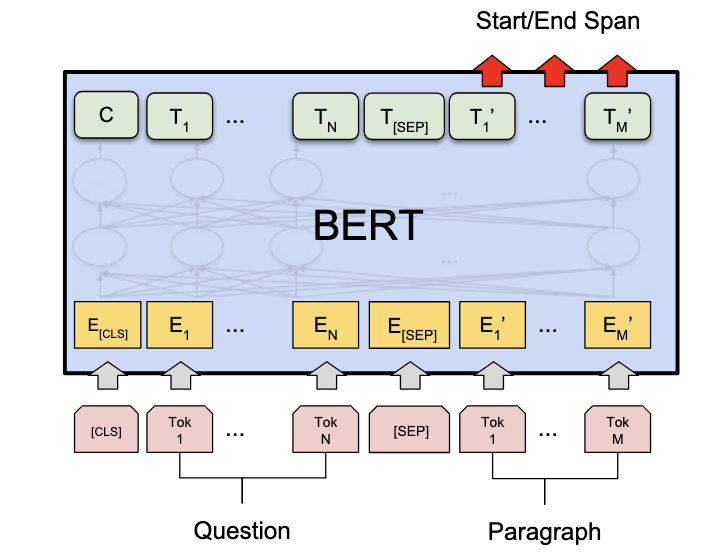 Start/End Span
C T1 ... TN T[SEP] T1’ ... TM’
...
BERT
...
E[CLS] E1 ... EN E[SEP] E1’ ... EM’
[CLS] Tok 1 ... Tok N [SEP] Tok 1 ... Tok M
Question Paragraph